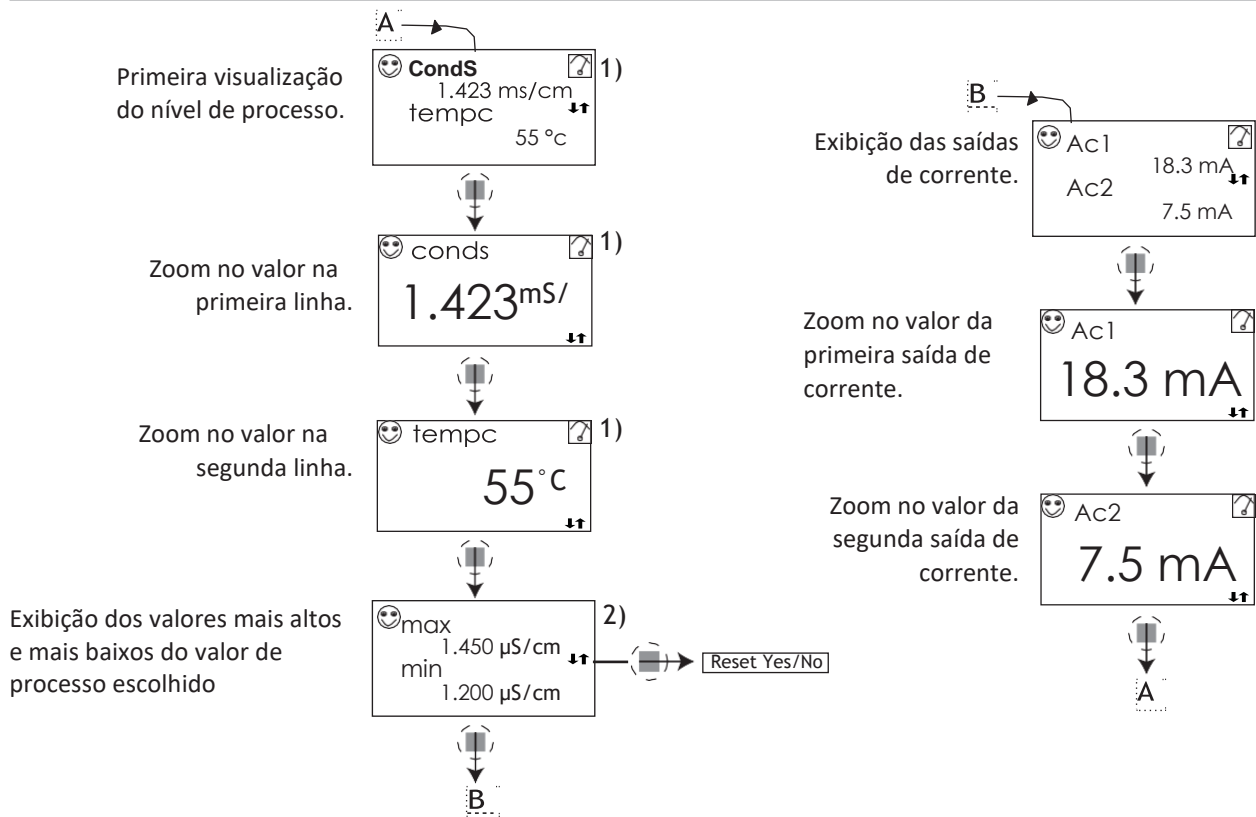 A
Primeira visualização
do nível de processo.
CondS
1)
1.423 ms/cm
tempc
55 °c
Zoom no valor na
primeira linha.
conds
1)
1.423mS/
Zoom no valor na
segunda linha.
tempc
1)
55°C
Exibição dos valores mais altos
e mais baixos do valor de
processo escolhido
max
2)
1.450 µS/cm
min
1.200 µS/cm
Reset Yes/No
B
B
Exibição das saídas
de corrente.
Ac1
18.3 mA
Ac2
7.5 mA
Zoom no valor da
primeira saída de
corrente.
Ac1
18.3 mA
Zoom no valor da
segunda saída de
corrente.
Ac2
7.5 mA
A